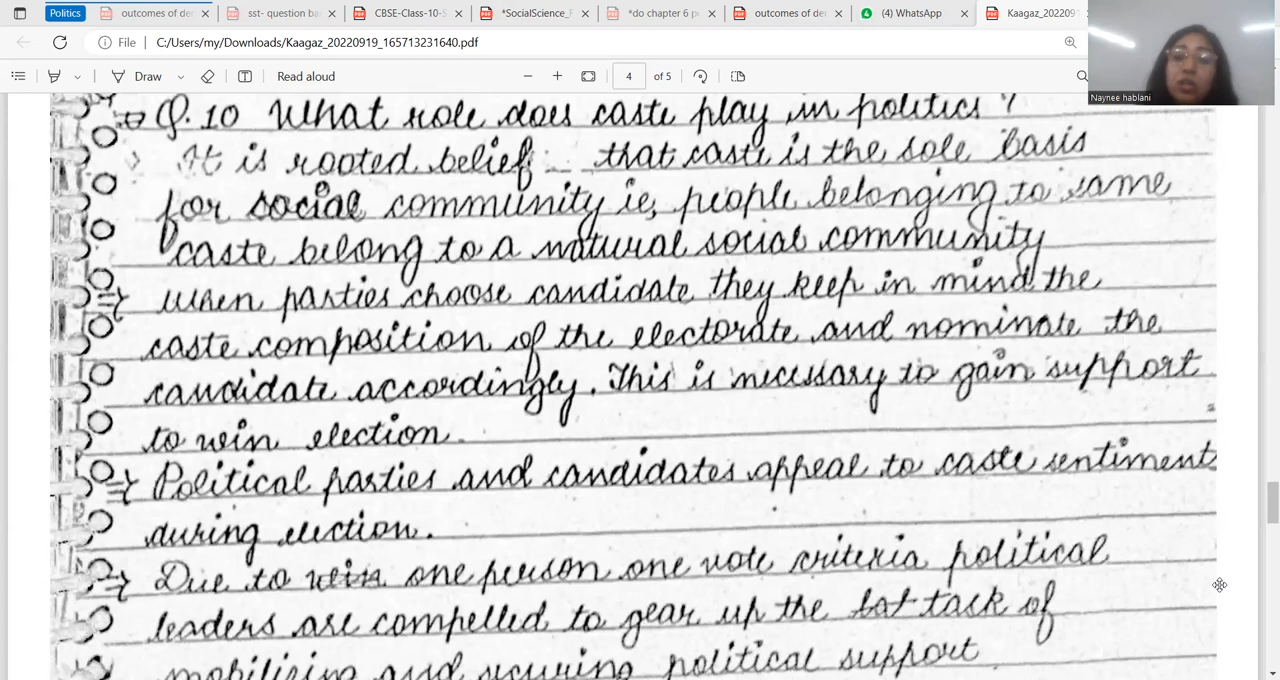 Politics
outcomes of de
sst- question ba
CBSE-Class-10-S
*SocialScience_F
*do chapter 6 p
outcomes of de
(4) WhatsApp
Kaagaz_2022091
File
C:/Users/my/Downloads/Kaagaz_20220919_165713231640.pdf
Draw
Read aloud
4 of 5
Naynee hablani
Q.10 What role does caste play in politics?
It is rooted belief that caste is the sole basis
for social community ie, people belonging to same
caste belong to a natural social community
⇒ When parties choose candidate they keep in mind the
caste composition of the electorate and nominate the
candidate accordingly. This is necessary to gain support
to win election.
⇒ Political parties and candidates appeal to caste sentiments
during election.
⇒ Due to one person one vote criteria political
leaders are compelled to gear up the task of
mobilising and securing political support